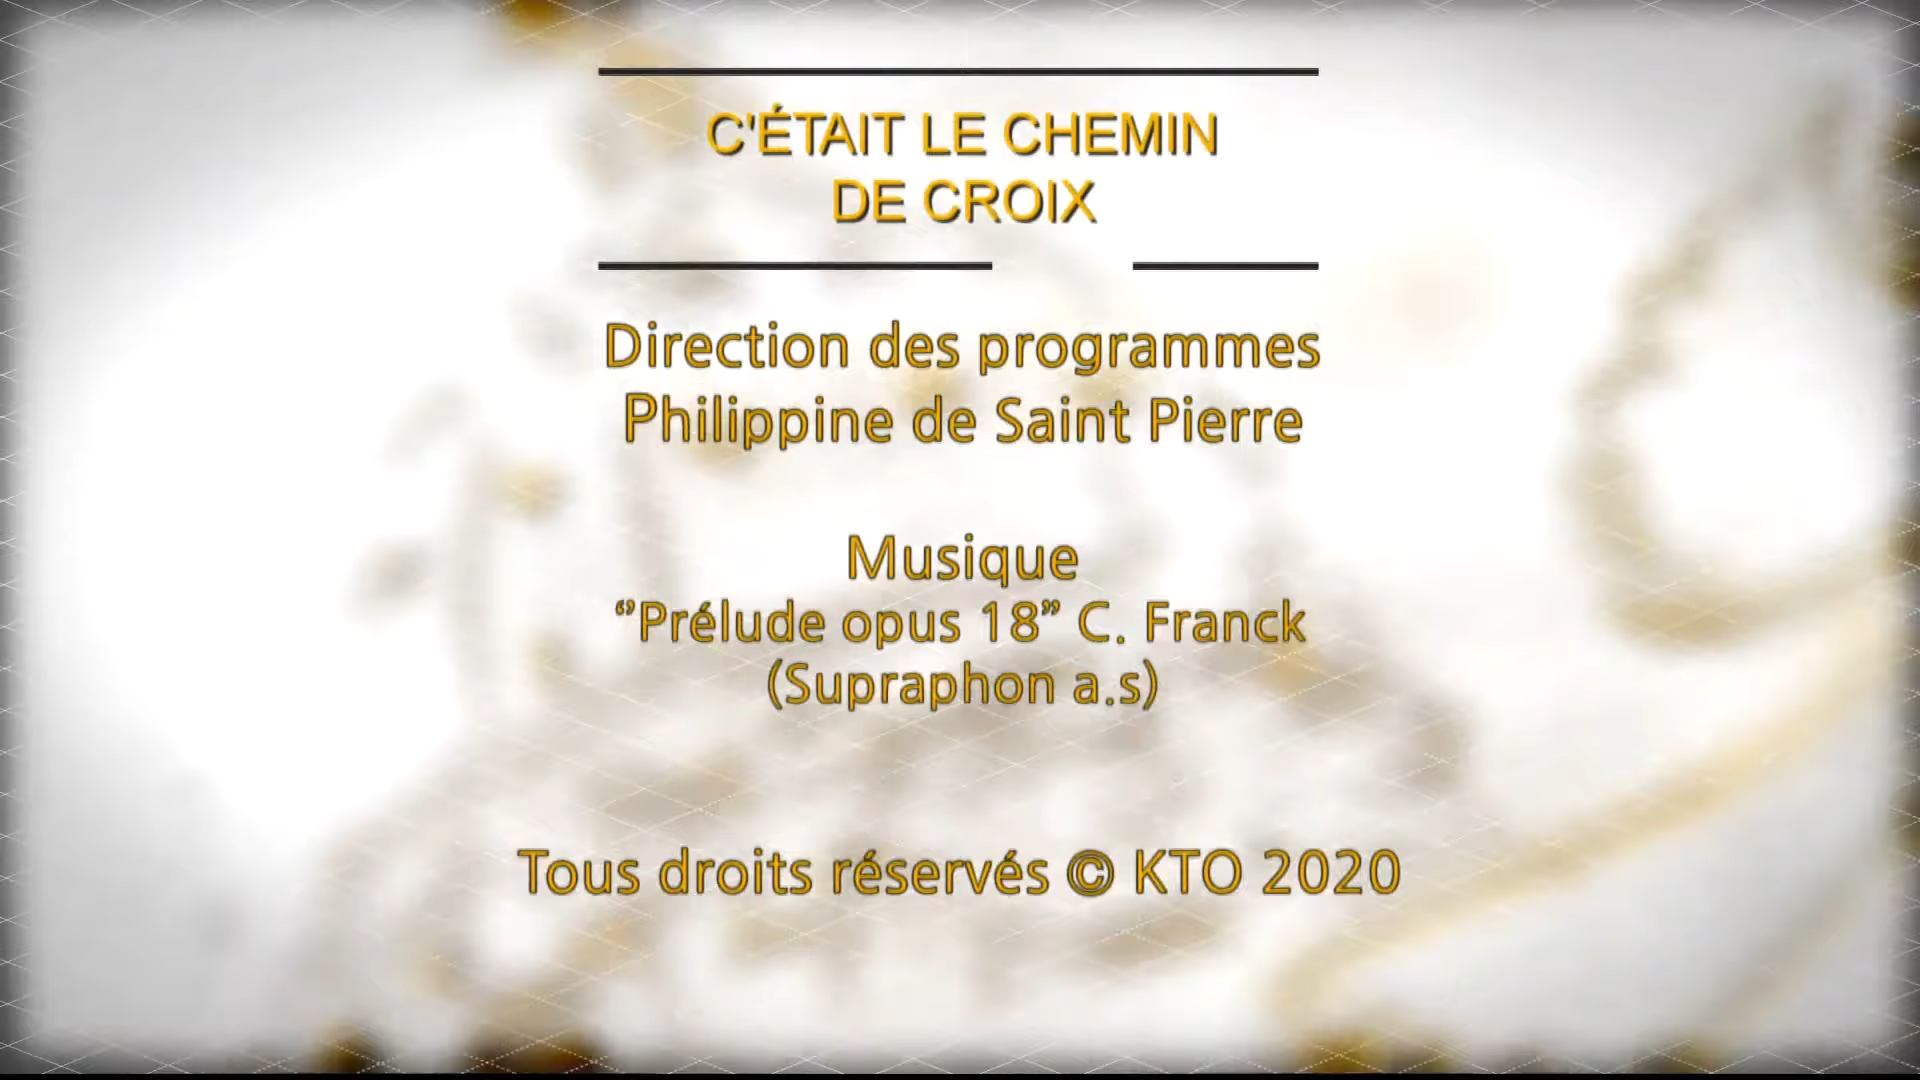 C'ÉTAIT LE CHEMIN
DE CROIX
Direction des programmes
Philippine de Saint Pierre
Musique
“Prélude opus 18” C. Franck
(Supraphon a.s)
Tous droits réservés © KTO 2020